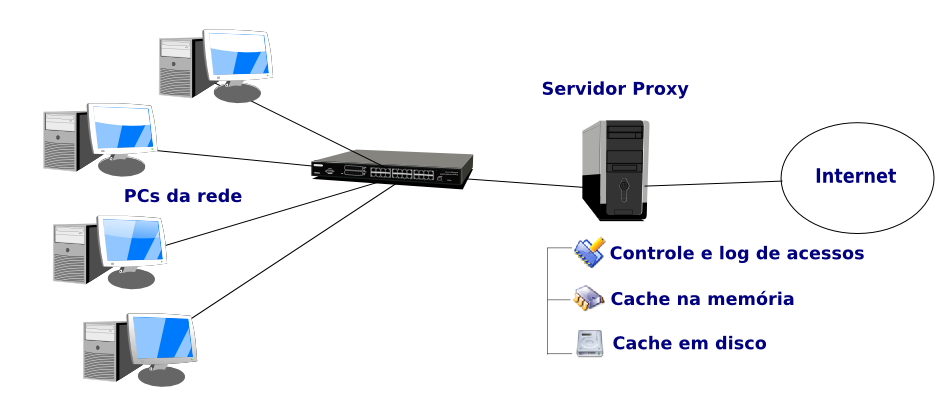 Servidor Proxy
Internet
PCs da rede
Controle e log de acessos
Cache na memória
Cache em disco